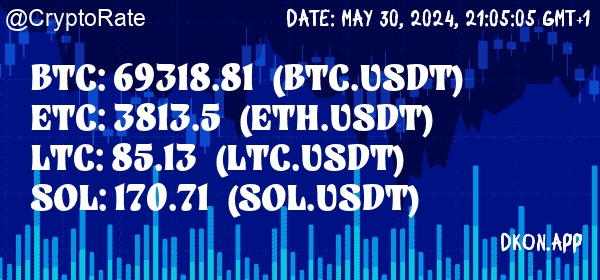 @CryptoRate
DATE: MAY 30, 2024, 21:05:05 GMT+1
BTC: 69318.81 (BTC.USDT)
ETC: 3813.5 (ETH.USDT)
LTC: 85.13 (LTC.USDT)
SOL: 170.71 (SOL.USDT)
DKON.APP